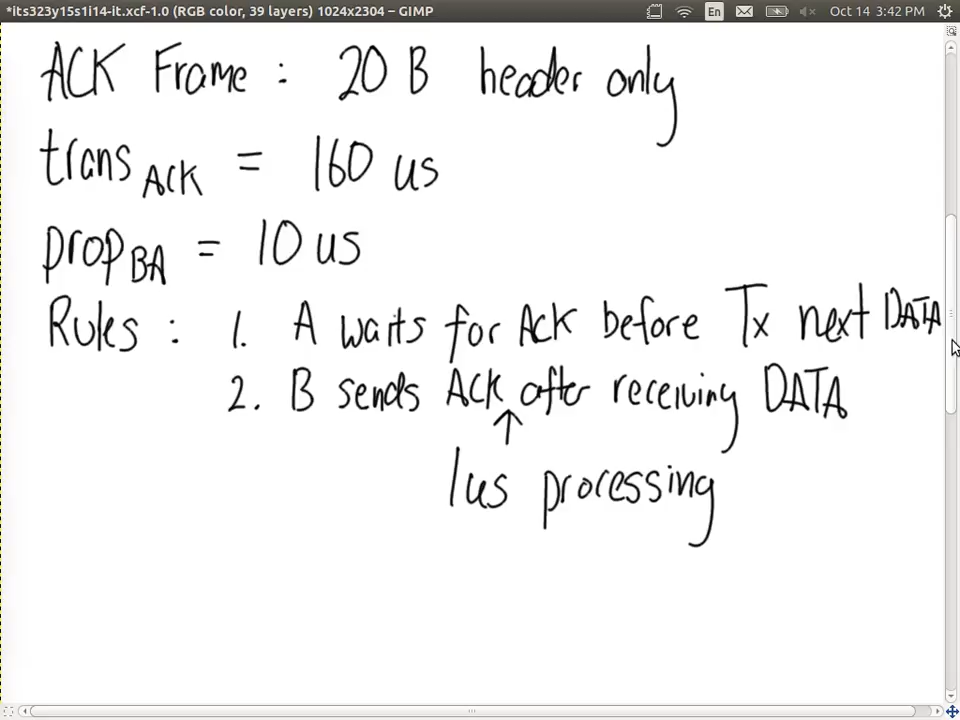 *its323y15s1i14-it.xcf-1.0 (RGB color, 39 layers) 1024x2304 – GIMP En Oct 14 3:42 PM
ACK Frame : 20 B header only
trans ACK = 160 us
prop BA = 10 us
Rules : 1. A waits for ACK before Tx next DATA
2. B sends ACK after receiving DATA
↑
1us processing